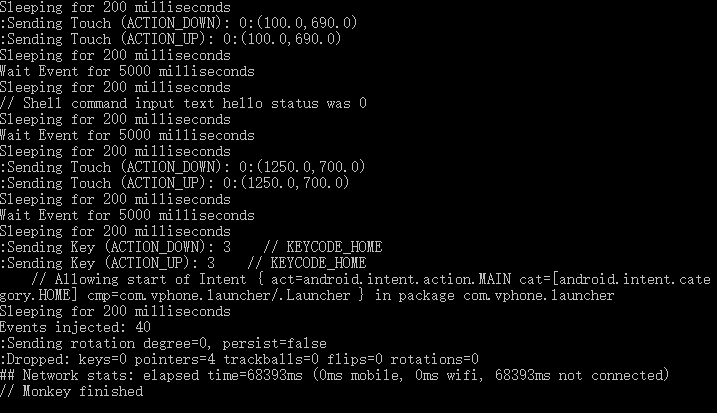 Sleeping for 200 milliseconds
:Sending Touch (ACTION_DOWN): 0:(100.0,690.0)
:Sending Touch (ACTION_UP): 0:(100.0,690.0)
Sleeping for 200 milliseconds
Wait Event for 5000 milliseconds
Sleeping for 200 milliseconds
// Shell command input text hello status was 0
Sleeping for 200 milliseconds
Wait Event for 5000 milliseconds
Sleeping for 200 milliseconds
:Sending Touch (ACTION_DOWN): 0:(1250.0,700.0)
:Sending Touch (ACTION_UP): 0:(1250.0,700.0)
Sleeping for 200 milliseconds
Wait Event for 5000 milliseconds
Sleeping for 200 milliseconds
:Sending Key (ACTION_DOWN): 3    // KEYCODE_HOME
:Sending Key (ACTION_UP): 3    // KEYCODE_HOME
    // Allowing start of Intent { act=android.intent.action.MAIN cat=[android.intent.cate
gory.HOME] cmp=com.vphone.launcher/.Launcher } in package com.vphone.launcher
Sleeping for 200 milliseconds
Events injected: 40
:Sending rotation degree=0, persist=false
:Dropped: keys=0 pointers=4 trackballs=0 flips=0 rotations=0
## Network stats: elapsed time=68393ms (0ms mobile, 0ms wifi, 68393ms not connected)
// Monkey finished